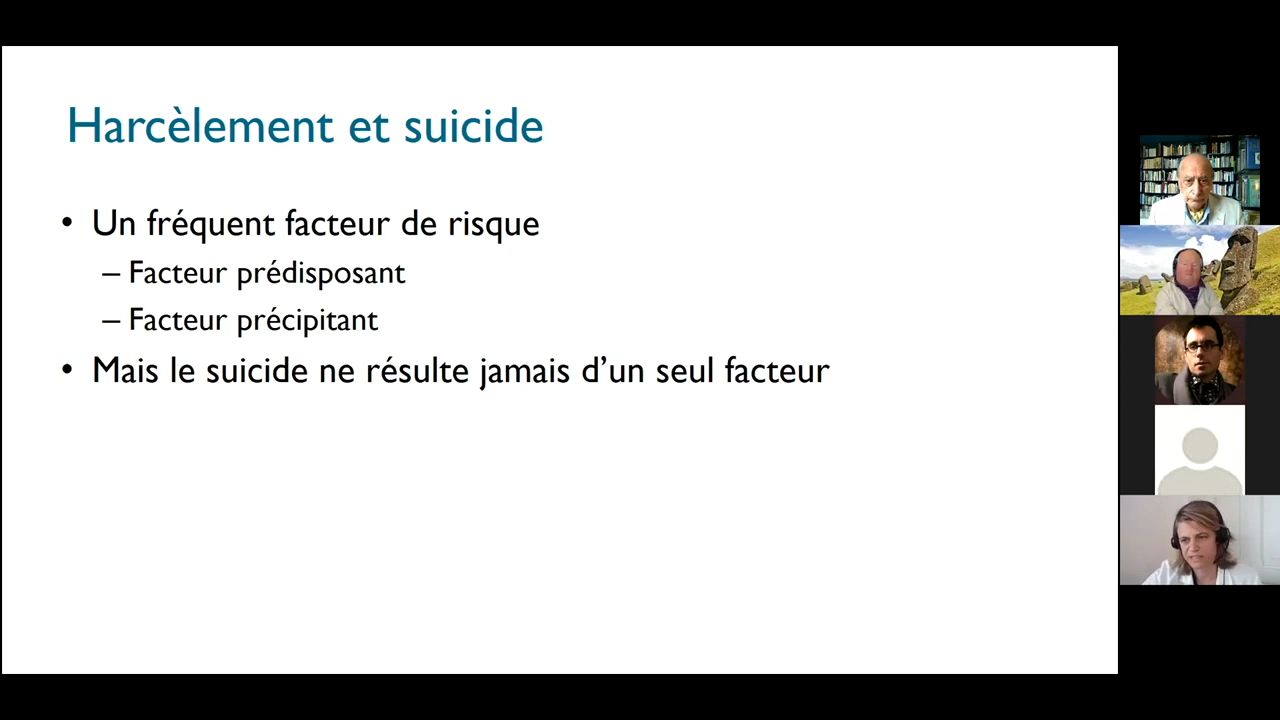 Harcèlement et suicide
• Un fréquent facteur de risque
– Facteur prédisposant
– Facteur précipitant
• Mais le suicide ne résulte jamais d’un seul facteur